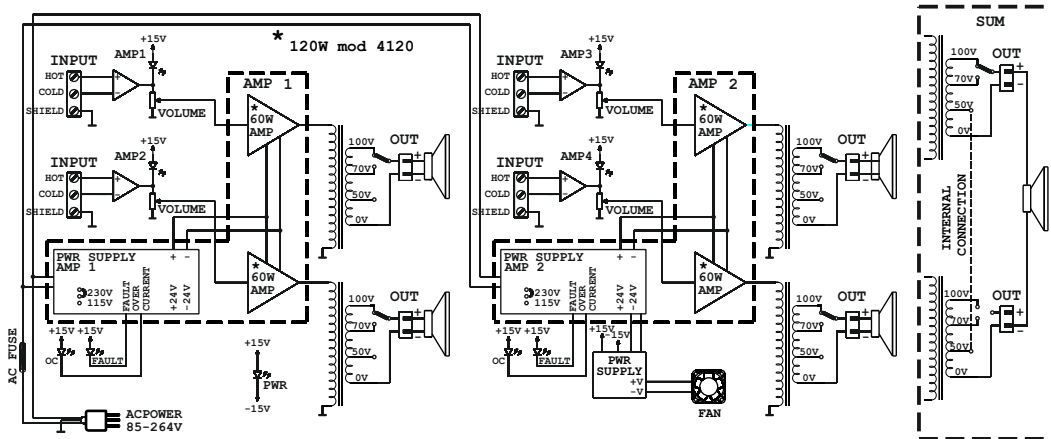 * 120W mod 4120
INPUT
HOT
COLD
SHIELD
AMP1
+15V
+
−
VOLUME
AMP 1
*
60W
AMP
100V
70V
50V
0V
OUT
+
−
INPUT
HOT
COLD
SHIELD
AMP2
+15V
+
−
VOLUME
PWR SUPPLY
AMP 1
230V
115V
FAULT
OVER
CURRENT
+ −
+24V
−24V
*
60W
AMP
100V
70V
50V
0V
OUT
+
−
+15V +15V
OC
FAULT
+15V
PWR
−15V
AC FUSE
ACPOWER
85−264V
INPUT
HOT
COLD
SHIELD
AMP3
+15V
+
−
VOLUME
AMP 2
*
60W
AMP
100V
70V
50V
0V
OUT
+
−
INPUT
HOT
COLD
SHIELD
AMP4
+15V
+
−
VOLUME
PWR SUPPLY
AMP 2
230V
115V
FAULT
OVER
CURRENT
+ −
+24V
−24V
*
60W
AMP
100V
70V
50V
0V
OUT
+
−
+15V +15V
OC
FAULT
+15V
−15V
PWR
SUPPLY
+V
−V
FAN
SUM
100V
70V
50V
0V
OUT
+
−
INTERNAL
CONNECTION
100V
70V
50V
0V
OUT
+
−